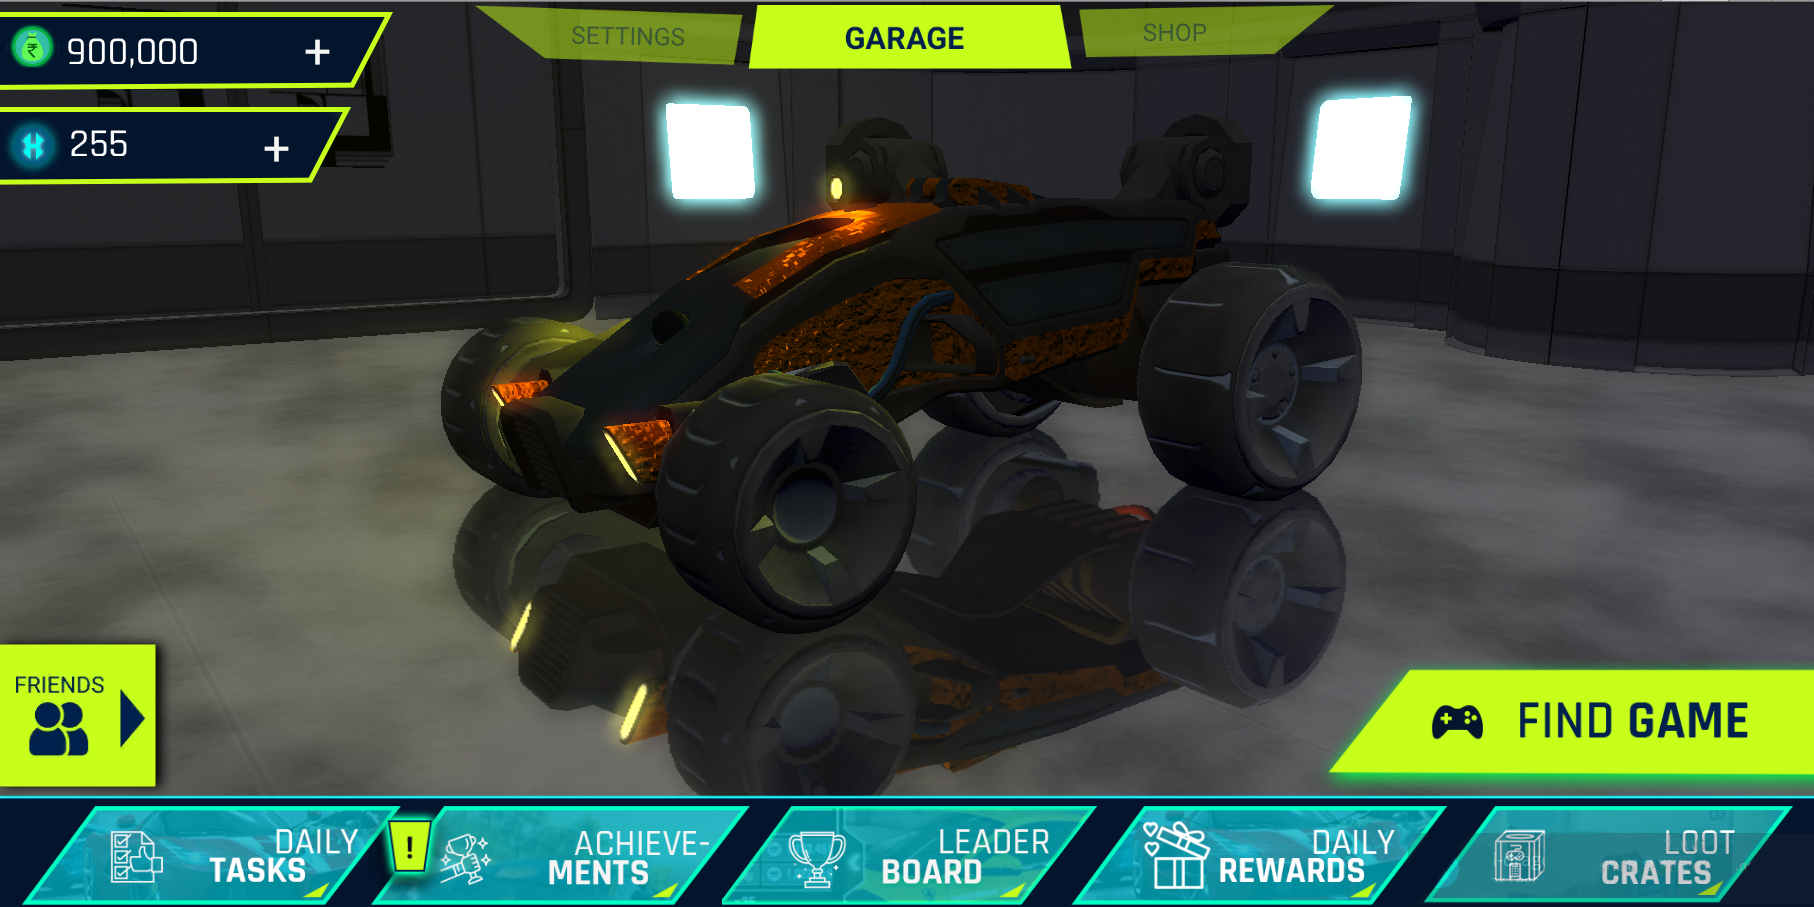 ₹ 900,000 +
255 +
SETTINGS
GARAGE
SHOP
FRIENDS
FIND GAME
DAILY
TASKS
!
ACHIEVE-
MENTS
LEADER
BOARD
DAILY
REWARDS
LOOT
CRATES